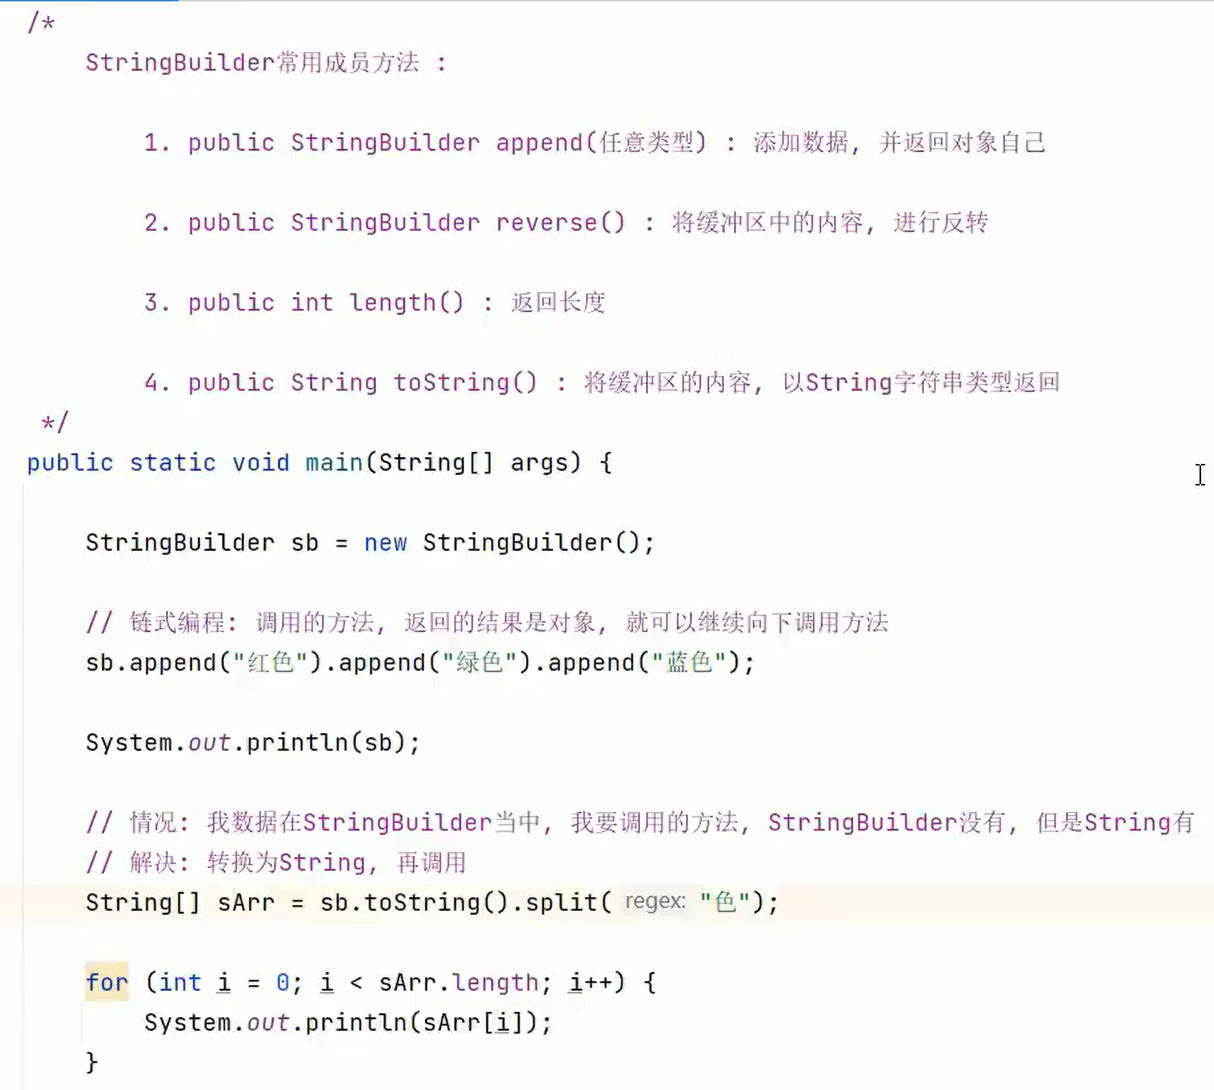 /*
StringBuilder常用成员方法 :
1. public StringBuilder append(任意类型) : 添加数据, 并返回对象自己
2. public StringBuilder reverse() : 将缓冲区中的内容, 进行反转
3. public int length() : 返回长度
4. public String toString() : 将缓冲区的内容, 以String字符串类型返回
*/
public static void main(String[] args) {
StringBuilder sb = new StringBuilder();
// 链式编程: 调用的方法, 返回的结果是对象, 就可以继续向下调用方法
sb.append("红色").append("绿色").append("蓝色");
System.out.println(sb);
// 情况: 我数据在StringBuilder当中, 我要调用的方法, StringBuilder没有, 但是String有
// 解决: 转换为String, 再调用
String[] sArr = sb.toString().split( regex: "色");
for (int i = 0; i < sArr.length; i++) {
System.out.println(sArr[i]);
}